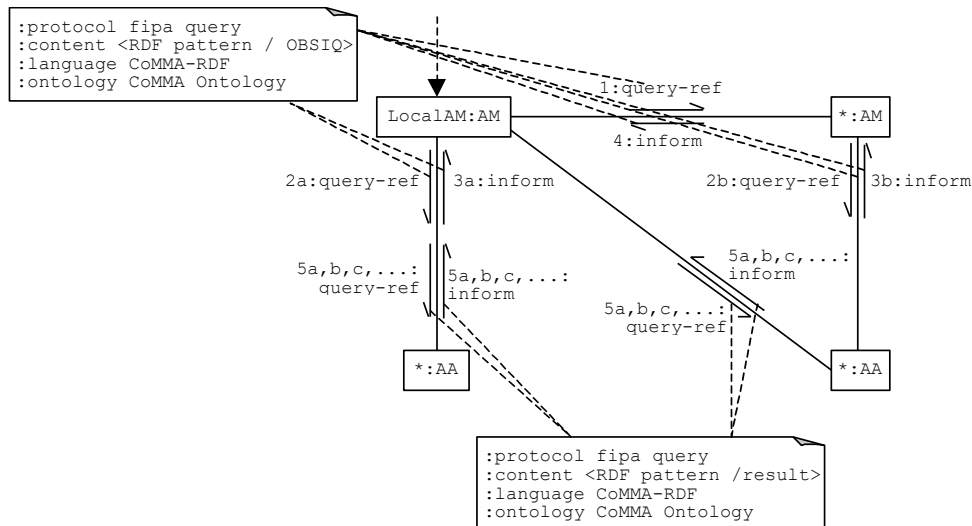 :protocol fipa query
:content <RDF pattern / OBSIQ>
:language CoMMA-RDF
:ontology CoMMA Ontology
1:query-ref
LocalAM:AM
*:AM
4:inform
2a:query-ref
3a:inform
2b:query-ref
3b:inform
5a,b,c,...:
query-ref
5a,b,c,...:
inform
5a,b,c,...:
inform
5a,b,c,...:
query-ref
*:AA
*:AA
:protocol fipa query
:content <RDF pattern /result>
:language CoMMA-RDF
:ontology CoMMA Ontology